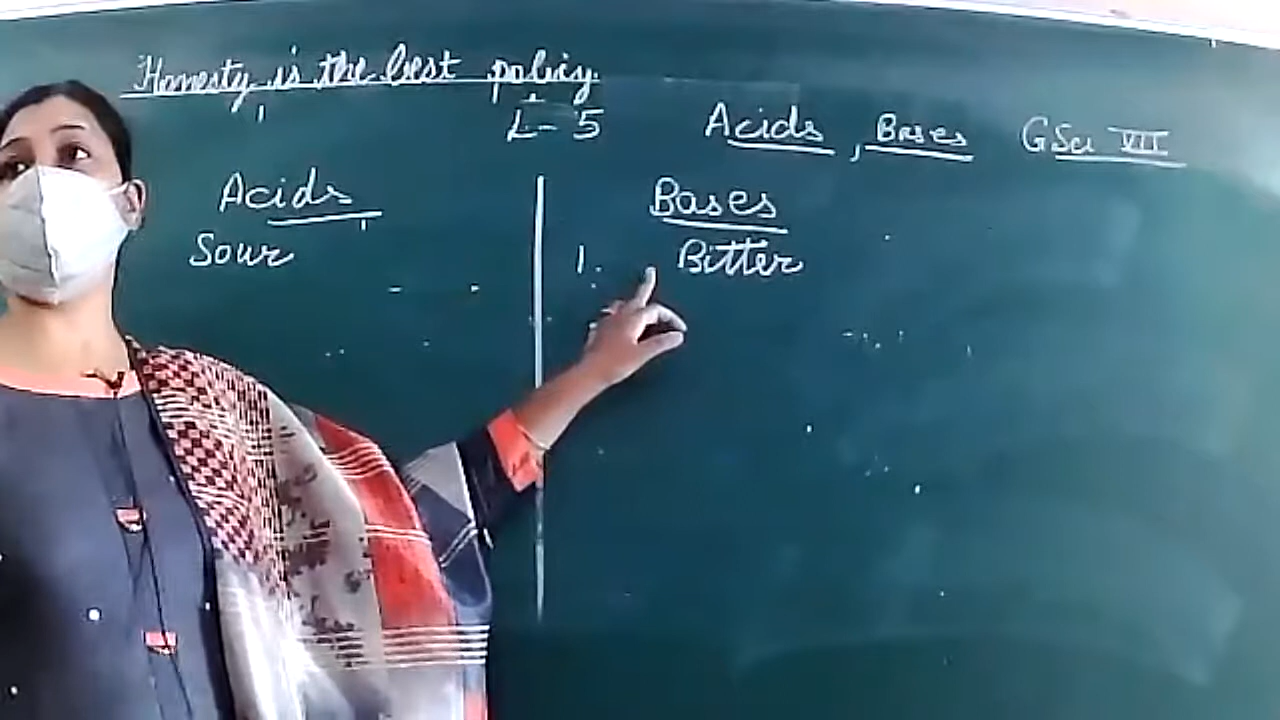 Honesty is the best policy.
L-5 Acids, Bases GSci VII
Acids
Sour
Bases
1. Bitter